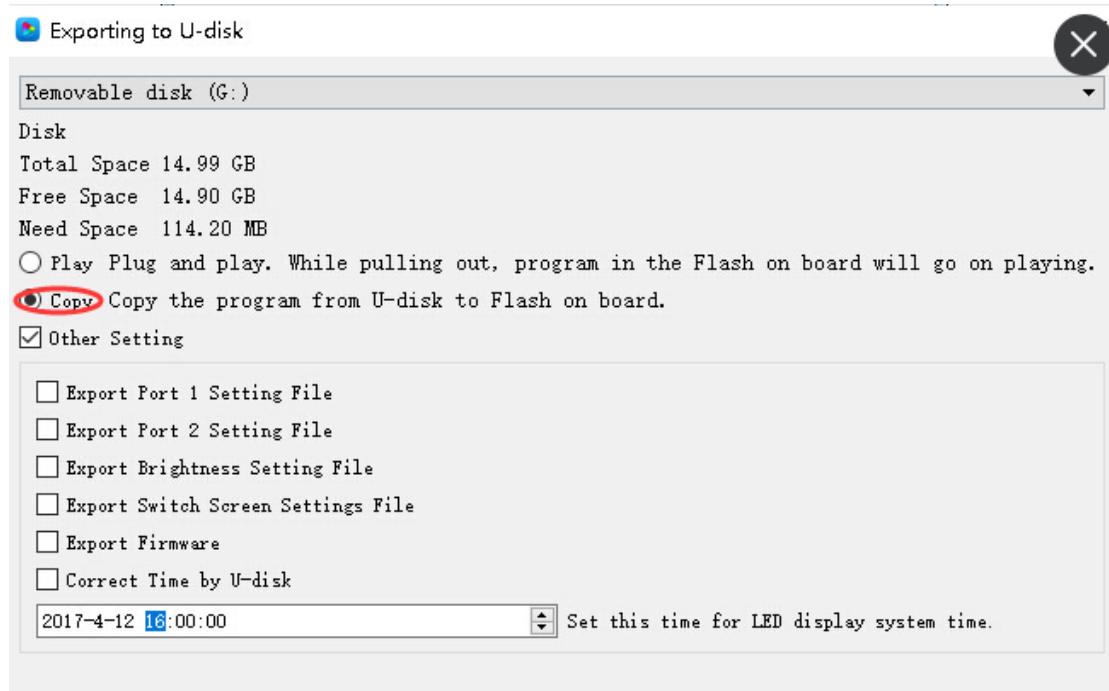 Exporting to U-disk
Removable disk (G:)
Disk
Total Space 14.99 GB
Free Space 14.90 GB
Need Space 114.20 MB
Play Plug and play. While pulling out, program in the Flash on board will go on playing.
Copy Copy the program from U-disk to Flash on board.
Other Setting
Export Port 1 Setting File
Export Port 2 Setting File
Export Brightness Setting File
Export Switch Screen Settings File
Export Firmware
Correct Time by U-disk
2017-4-12 16:00:00 Set this time for LED display system time.